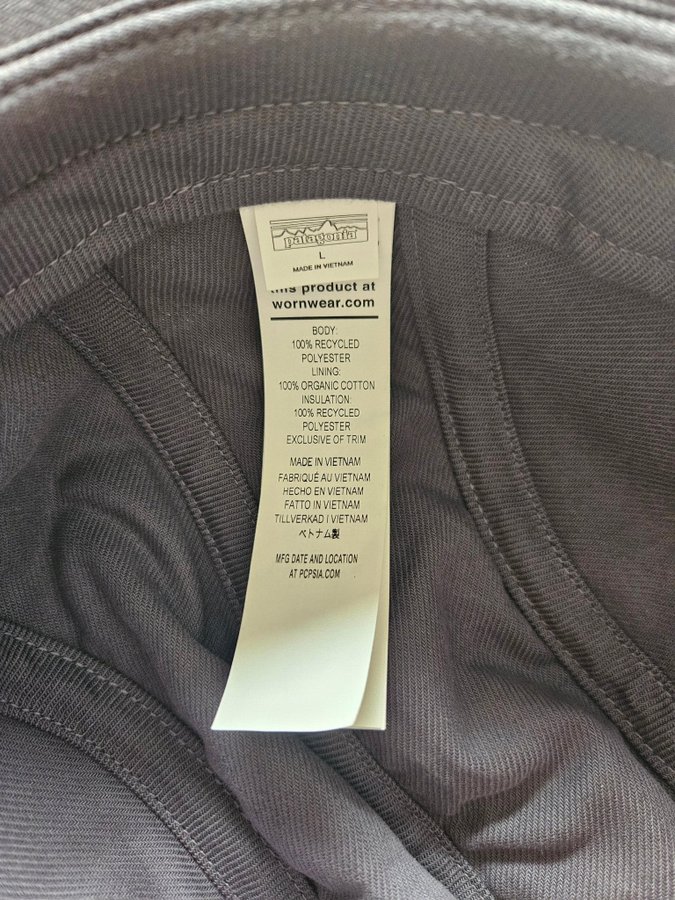 patagonia
L
MADE IN VIETNAM
this product at
wornwear.com
BODY:
100% RECYCLED
POLYESTER
LINING:
100% ORGANIC COTTON
INSULATION:
100% RECYCLED
POLYESTER
EXCLUSIVE OF TRIM
MADE IN VIETNAM
FABRIQUÉ AU VIETNAM
HECHO EN VIETNAM
FATTO IN VIETNAM
TILLVERKAD I VIETNAM
ベトナム製
MFG DATE AND LOCATION
AT PCPSIA.COM